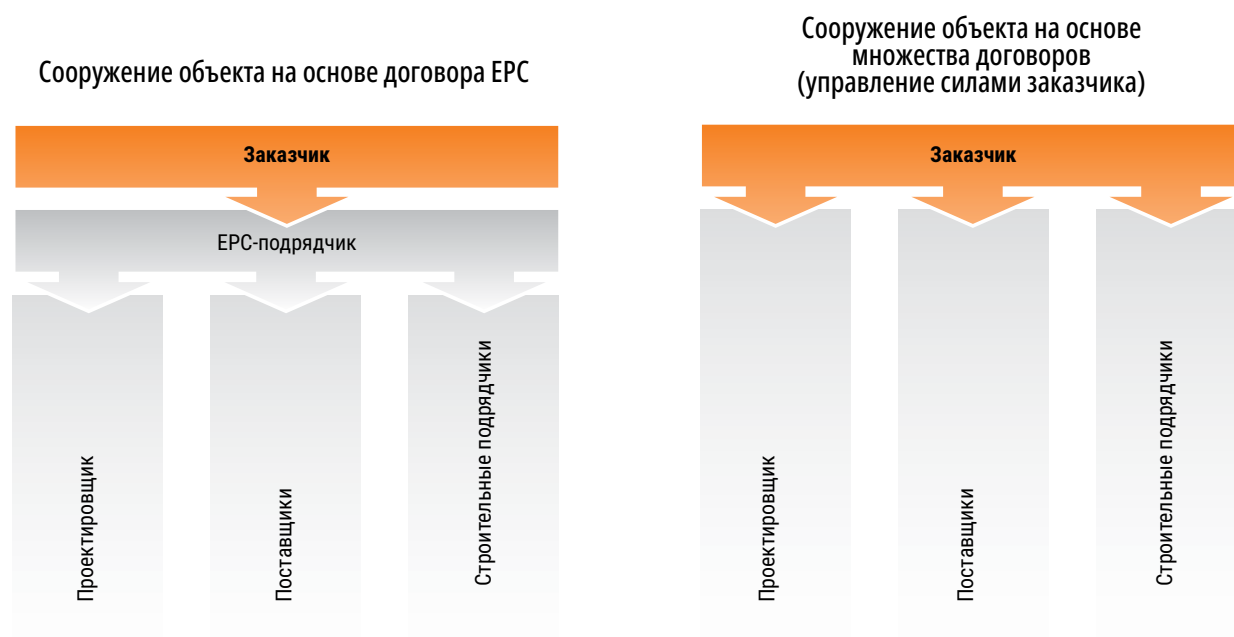 Сооружение объекта на основе договора EPC
Заказчик
EPC-подрядчик
Проектировщик
Поставщики
Строительные подрядчики
Сооружение объекта на основе
множества договоров
(управление силами заказчика)
Заказчик
Проектировщик
Поставщики
Строительные подрядчики